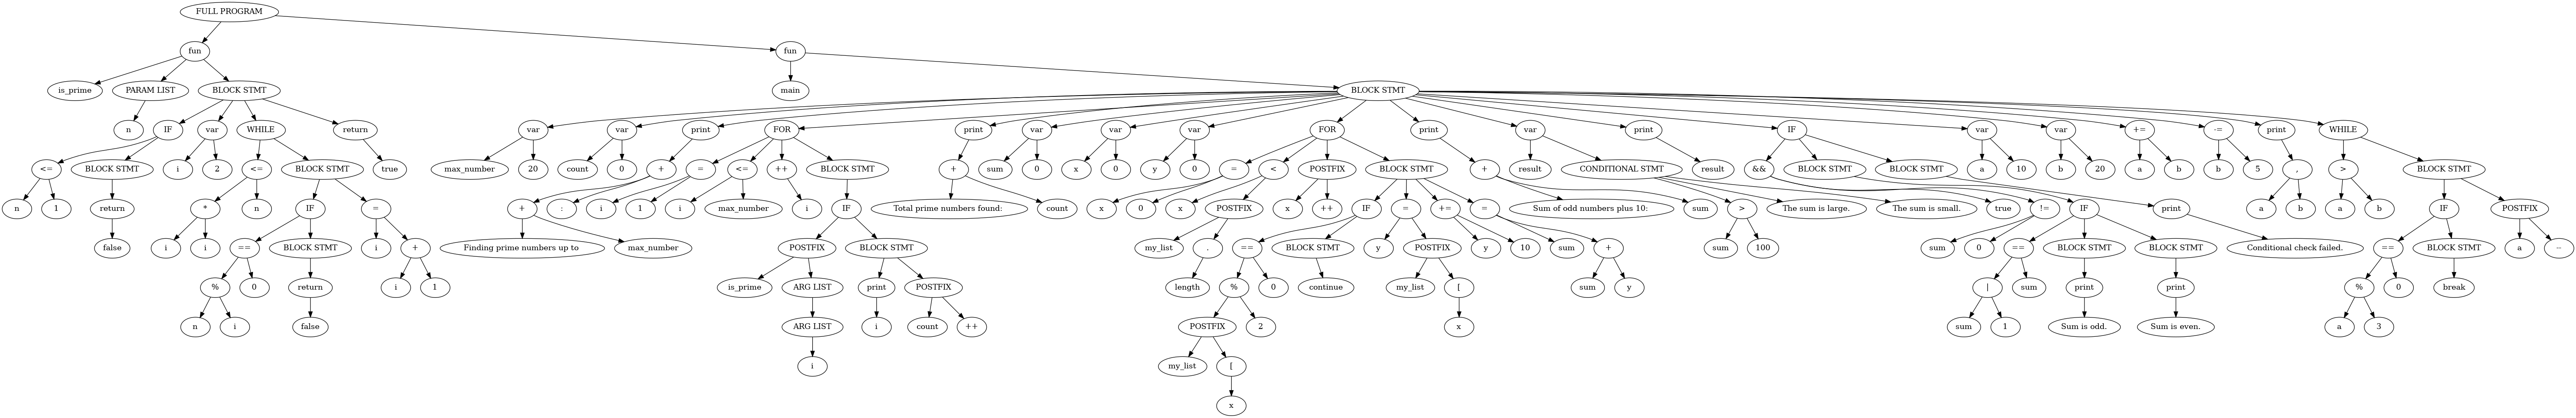 FULL PROGRAM
fun fun
is_prime PARAM LIST BLOCK STMT main BLOCK STMT
n IF var WHILE return var var print FOR print var var var FOR print var print IF var var += -= print WHILE
<= BLOCK STMT i 2 <= BLOCK STMT true max_number 20 count 0 + = <= ++ BLOCK STMT + sum 0 x 0 y 0 = < POSTFIX BLOCK STMT + result CONDITIONAL STMT result && BLOCK STMT BLOCK STMT a 10 b 20 a b b 5 , > BLOCK STMT
n 1 return * n IF = + : i 1 i max_number i IF Total prime numbers found: count x 0 x POSTFIX x ++ IF = += = Sum of odd numbers plus 10: sum > The sum is large. The sum is small. true != IF print a b a b IF POSTFIX
false i i == BLOCK STMT i + Finding prime numbers up to max_number POSTFIX BLOCK STMT my_list . == BLOCK STMT y POSTFIX y 10 sum + sum 100 sum 0 == BLOCK STMT BLOCK STMT Conditional check failed. == BLOCK STMT a --
% 0 return i 1 is_prime ARG LIST print POSTFIX length % 0 continue my_list [ sum y | sum print print % 0 break
n i false ARG LIST i count ++ POSTFIX 2 x sum 1 Sum is odd. Sum is even. a 3
i my_list [
x